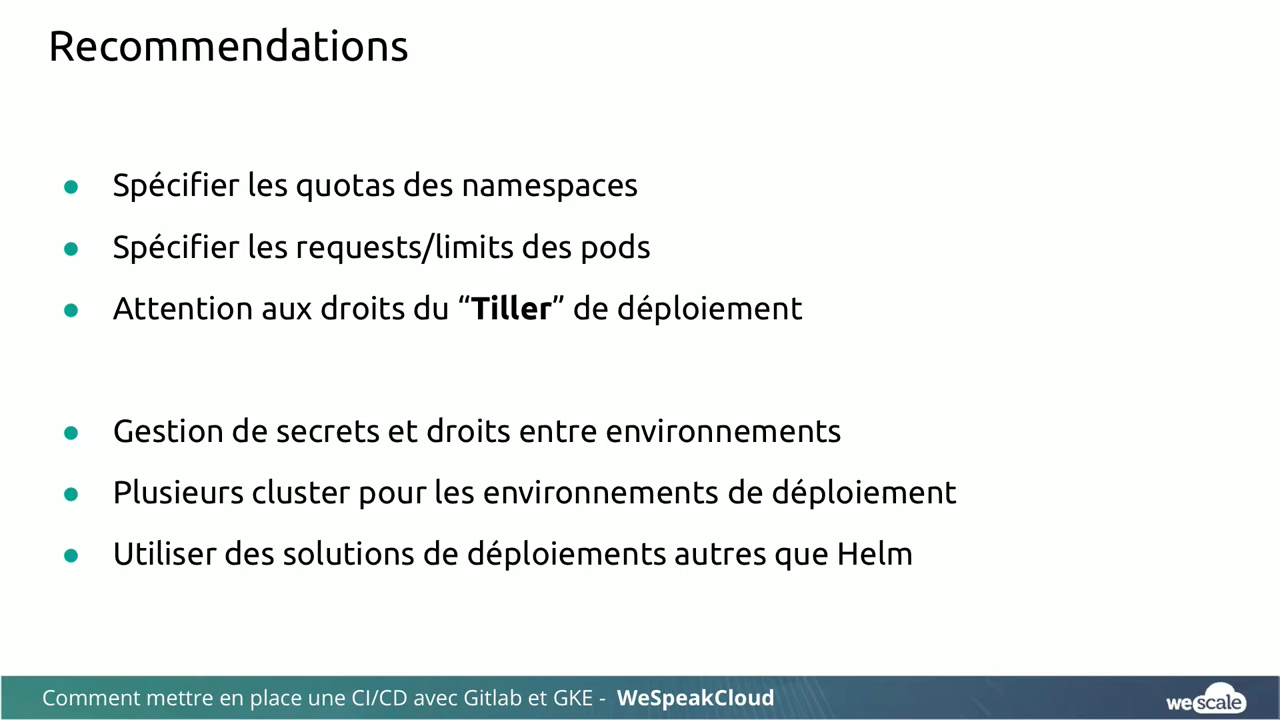 Recommendations
● Spécifier les quotas des namespaces
● Spécifier les requests/limits des pods
● Attention aux droits du “Tiller” de déploiement
● Gestion de secrets et droits entre environnements
● Plusieurs cluster pour les environnements de déploiement
● Utiliser des solutions de déploiements autres que Helm
Comment mettre en place une CI/CD avec Gitlab et GKE - WeSpeakCloud
wescale